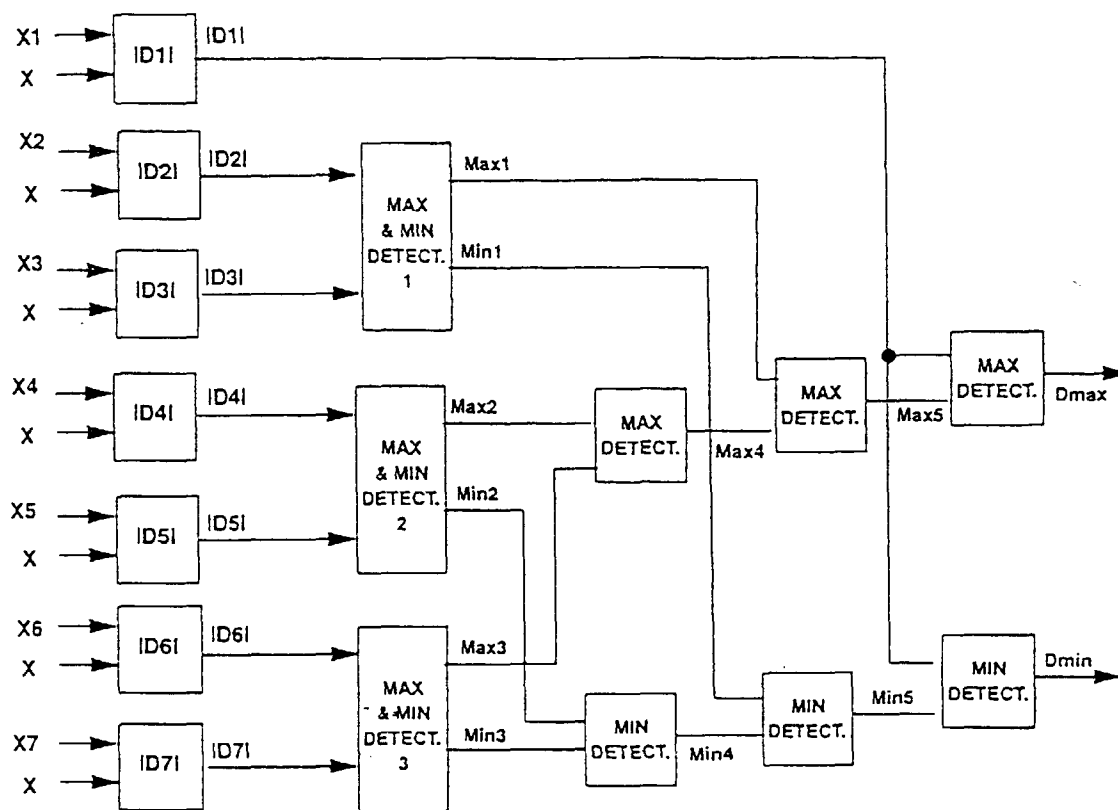 X1
X
|D1|
|D1|
X2
X
|D2|
|D2|
X3
X
|D3|
|D3|
MAX
& MIN
DETECT.
1
Max1
Min1
X4
X
|D4|
|D4|
X5
X
|D5|
|D5|
MAX
& MIN
DETECT.
2
Max2
Min2
X6
X
|D6|
|D6|
X7
X
|D7|
|D7|
MAX
& MIN
DETECT.
3
Max3
Min3
MAX
DETECT.
Max4
MAX
DETECT.
Max5
MAX
DETECT.
Dmax
MIN
DETECT.
Min4
MIN
DETECT.
Min5
MIN
DETECT.
Dmin